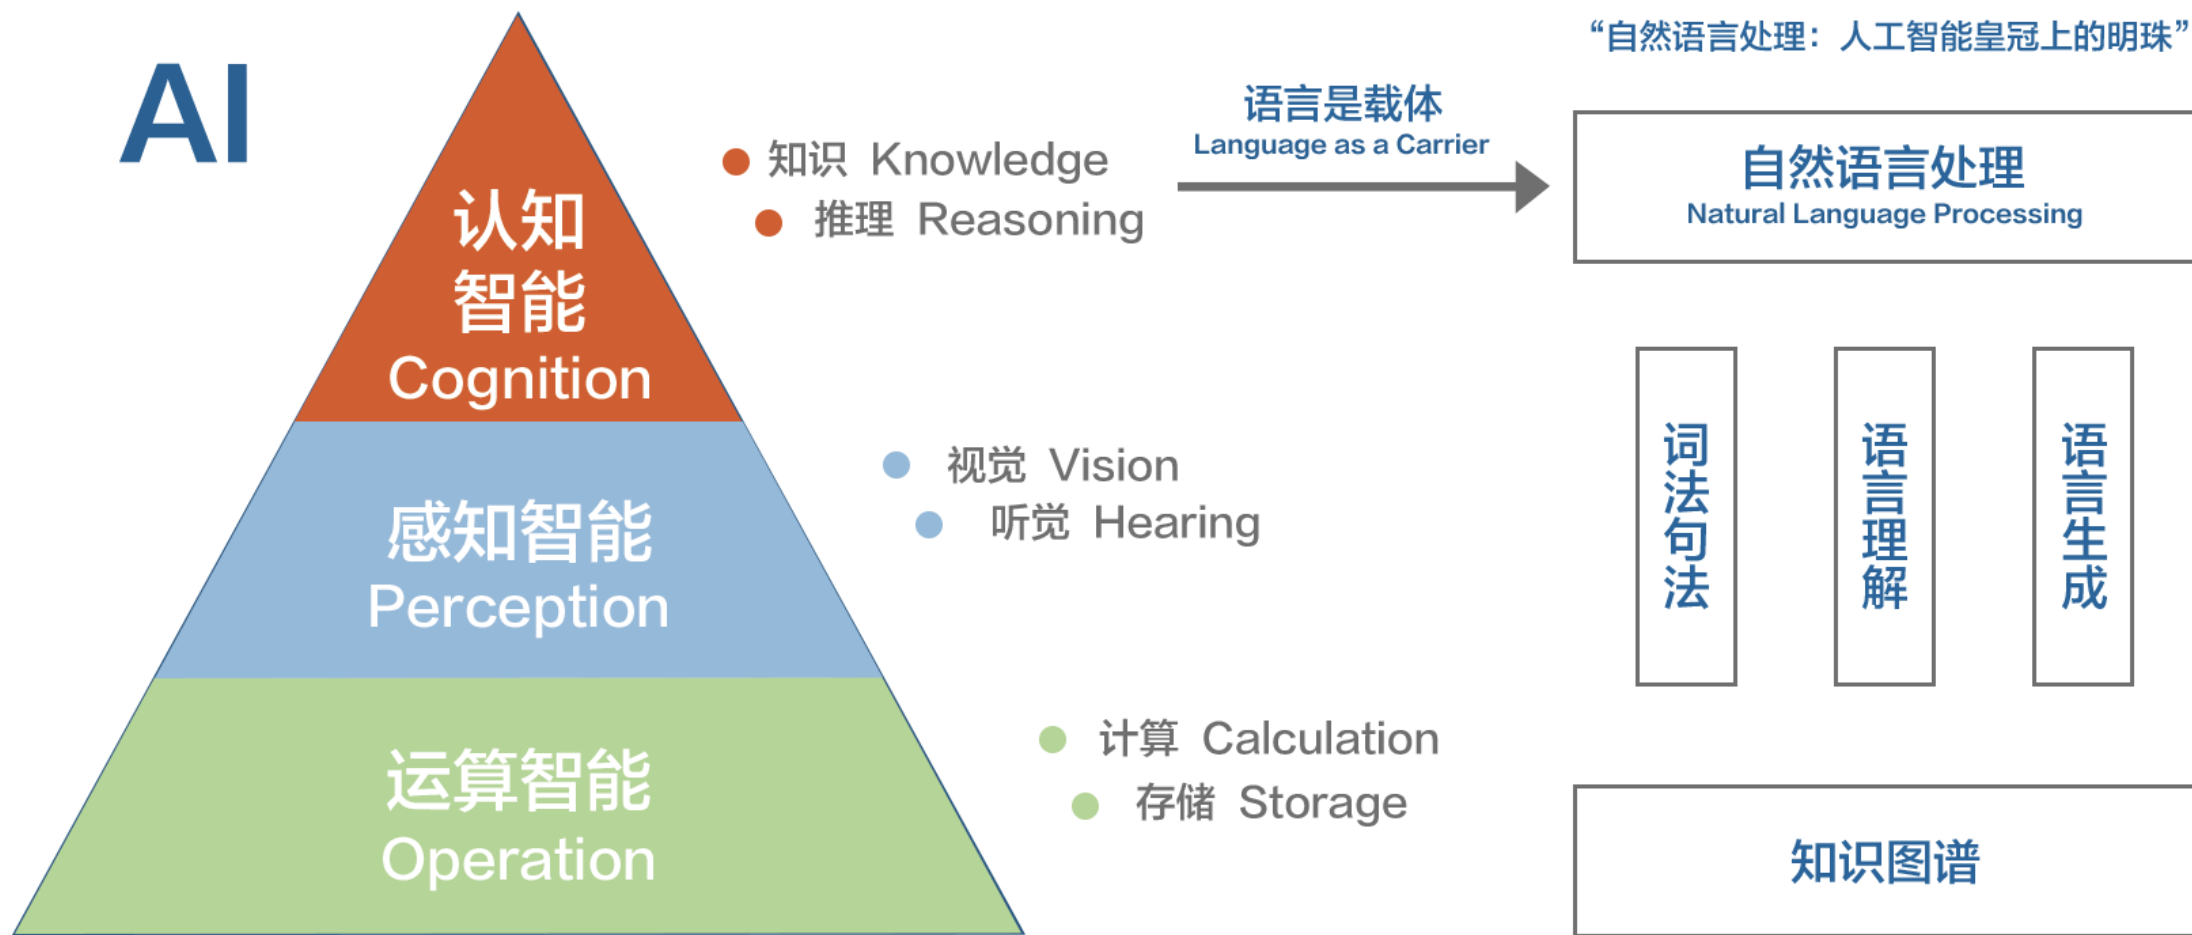 AI
认知
智能
Cognition
感知智能
Perception
运算智能
Operation
知识 Knowledge
推理 Reasoning
视觉 Vision
听觉 Hearing
计算 Calculation
存储 Storage
语言是载体
Language as a Carrier
“自然语言处理：人工智能皇冠上的明珠”
自然语言处理
Natural Language Processing
词法句法
语言理解
语言生成
知识图谱